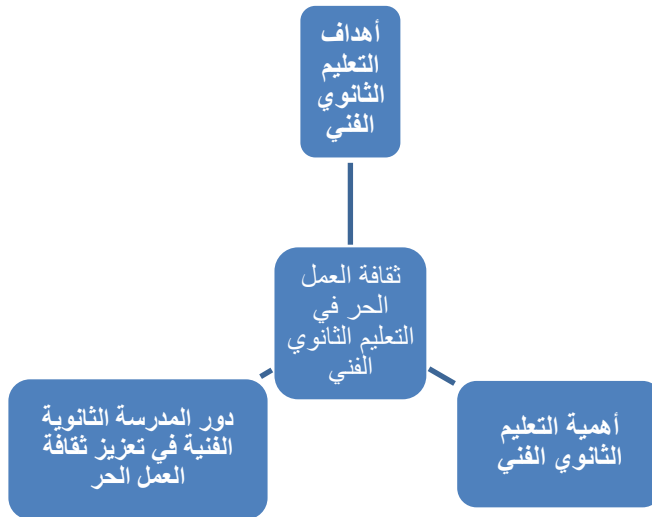 أهداف
التعليم
الثانوي
الفني
ثقافة العمل
الحر في
التعليم الثانوي
الفني
أهمية التعليم
الثانوي الفني
دور المدرسة الثانوية
الفنية في تعزيز ثقافة
العمل الحر